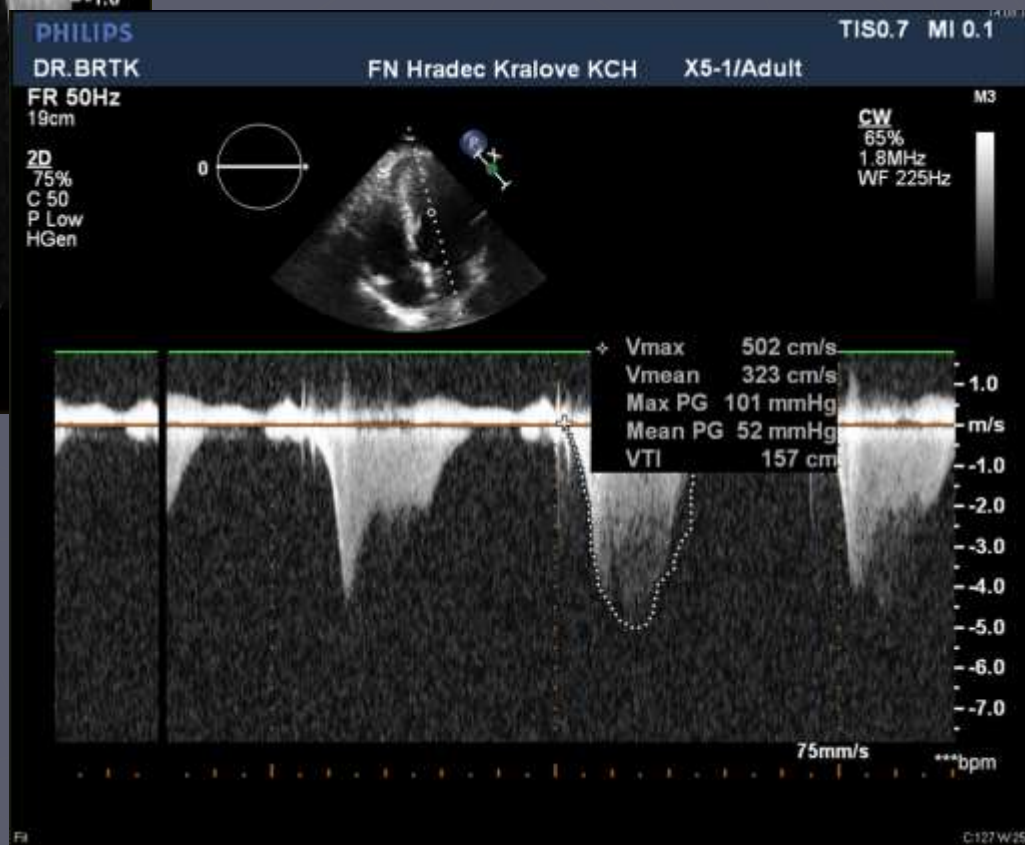 PHILIPS
TIS0.7 MI 0.1
DR.BRTK
FN Hradec Kralove KCH
X5-1/Adult
FR 50Hz
19cm
2D
75%
C 50
P Low
HGen
0
M3
CW
65%
1.8MHz
WF 225Hz
Vmax 502 cm/s
Vmean 323 cm/s
Max PG 101 mmHg
Mean PG 52 mmHg
VTI 157 cm
1.0
m/s
-1.0
-2.0
-3.0
-4.0
-5.0
-6.0
-7.0
75mm/s
***bpm